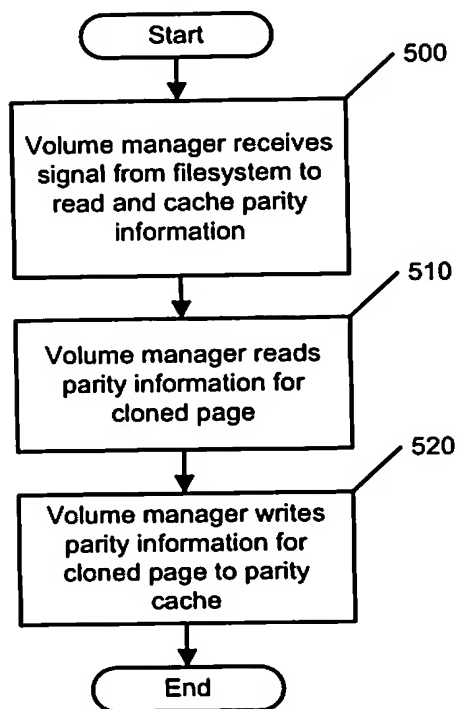 Start
500
Volume manager receives
signal from filesystem to
read and cache parity
information
510
Volume manager reads
parity information for
cloned page
520
Volume manager writes
parity information for
cloned page to parity
cache
End